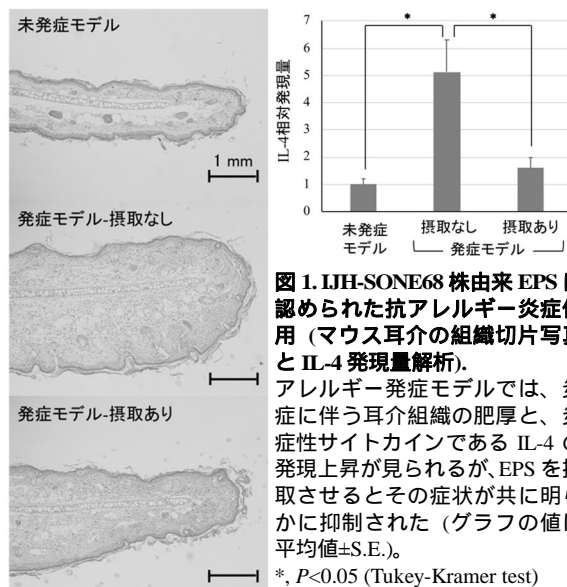 未発症モデル
1 mm
発症モデル-摂取なし
発症モデル-摂取あり
IL-4相対発現量
7
6
5
4
3
2
1
0
*
*
未発症
モデル
摂取なし
摂取あり
発症モデル
図 1. IJH-SONE68 株由来 EPS に
認められた抗アレルギー炎症作
用 (マウス耳介の組織切片写真
と IL-4 発現量解析).
アレルギー発症モデルでは、炎
症に伴う耳介組織の肥厚と、炎
症性サイトカインである IL-4 の
発現上昇が見られるが、EPS を摂
取させるとその症状が共に明ら
かに抑制された (グラフの値は
平均値±S.E.)。
*, P<0.05 (Tukey-Kramer test)